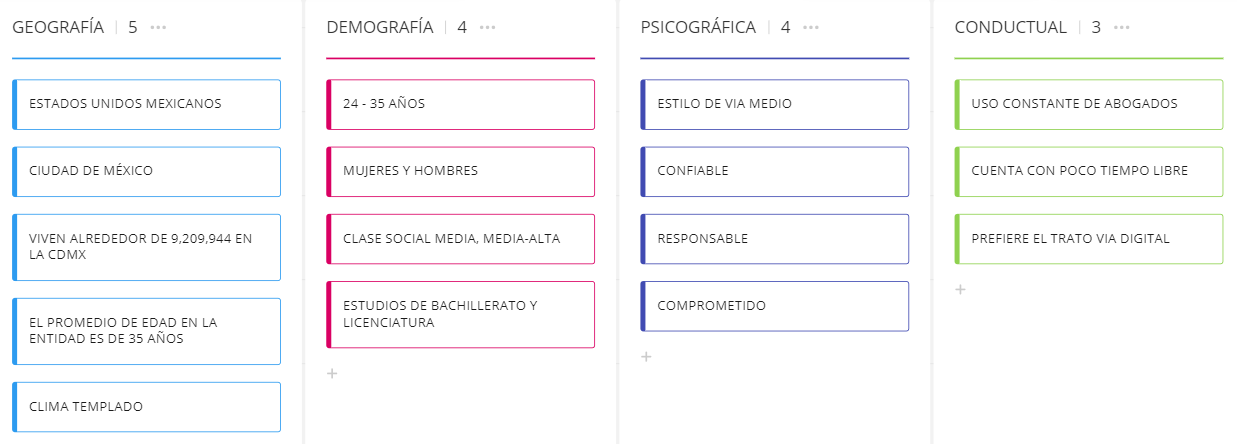 GEOGRAFÍA | 5 ...
ESTADOS UNIDOS MEXICANOS
CIUDAD DE MÉXICO
VIVEN ALREDEDOR DE 9,209,944 EN
LA CDMX
EL PROMEDIO DE EDAD EN LA
ENTIDAD ES DE 35 AÑOS
CLIMA TEMPLADO
DEMOGRAFÍA | 4 ...
24 - 35 AÑOS
MUJERES Y HOMBRES
CLASE SOCIAL MEDIA, MEDIA-ALTA
ESTUDIOS DE BACHILLERATO Y
LICENCIATURA
+
PSICOGRÁFICA | 4 ...
ESTILO DE VIA MEDIO
CONFIABLE
RESPONSABLE
COMPROMETIDO
+
CONDUCTUAL | 3 ...
USO CONSTANTE DE ABOGADOS
CUENTA CON POCO TIEMPO LIBRE
PREFIERE EL TRATO VIA DIGITAL
+